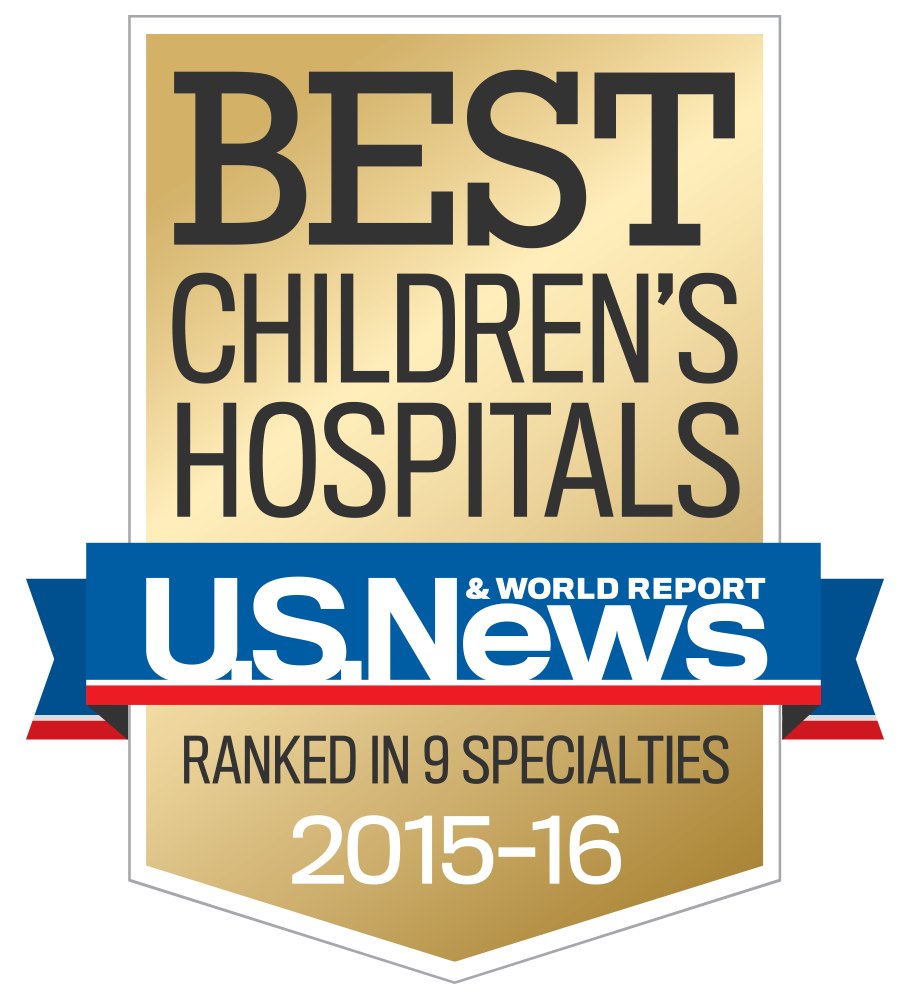 BEST
CHILDREN'S
HOSPITALS
U.S.News & WORLD REPORT
RANKED IN 9 SPECIALTIES
2015-16